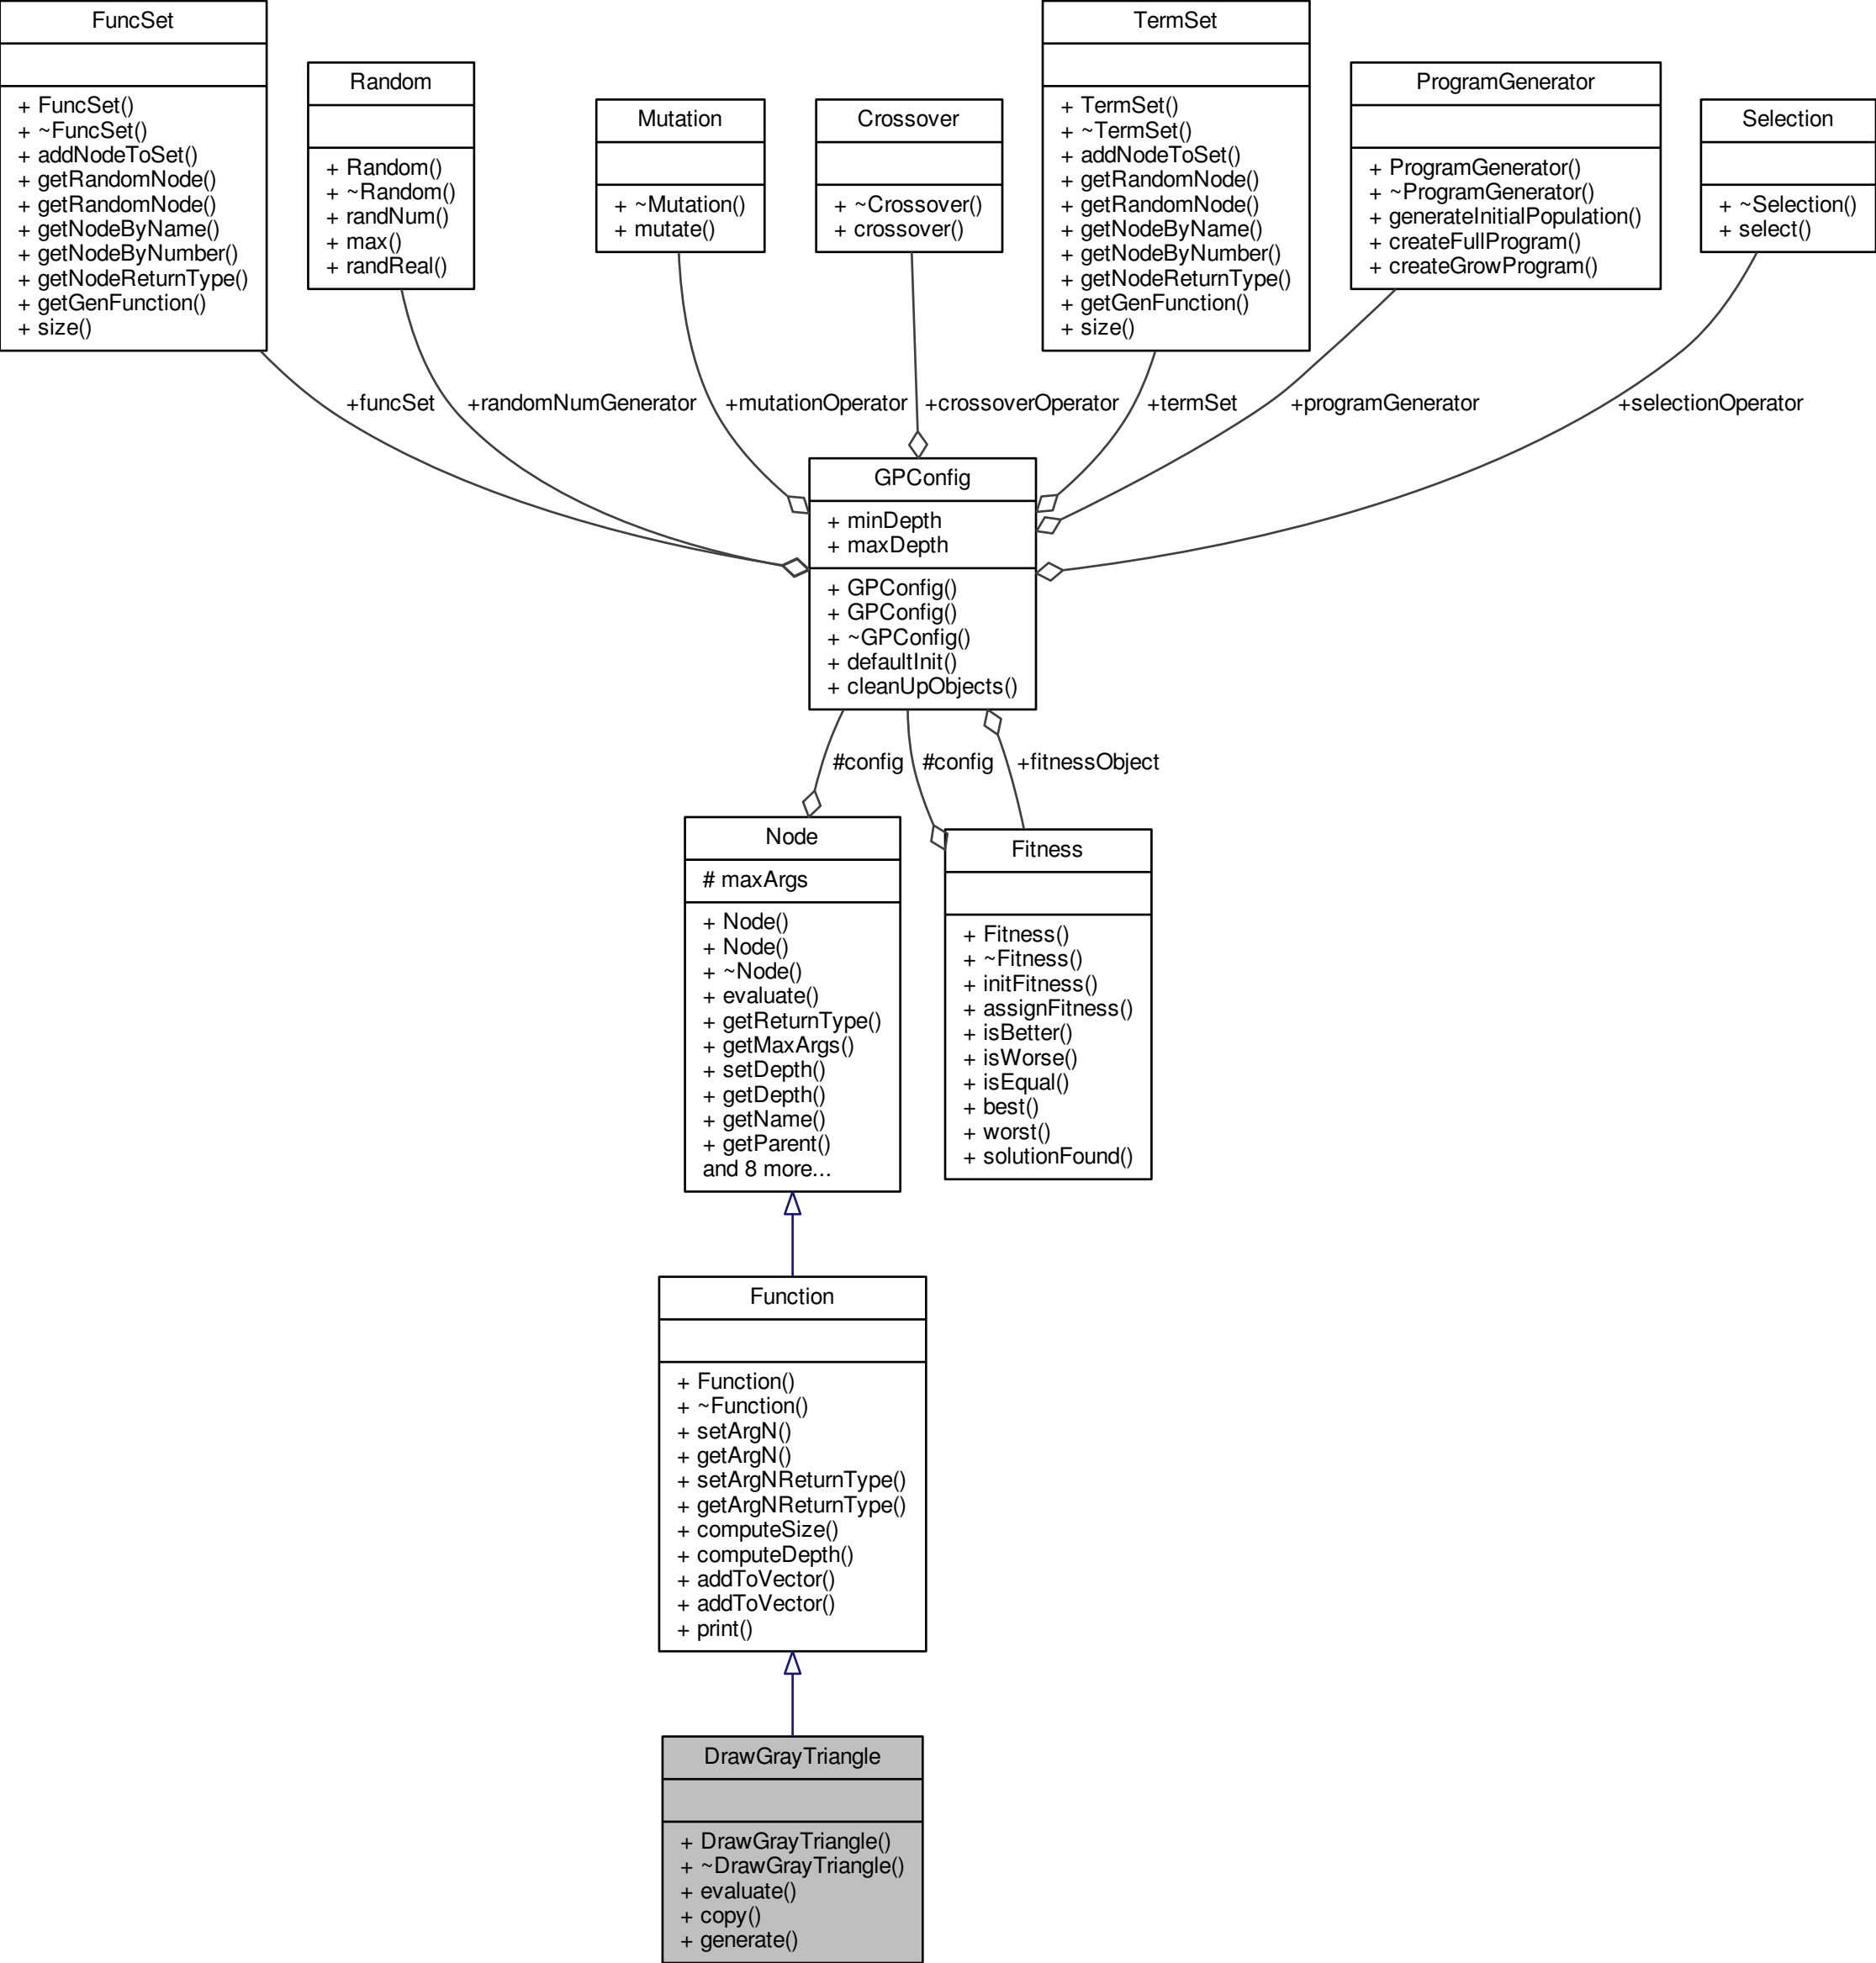 FuncSet
+ FuncSet()
+ ~FuncSet()
+ addNodeToSet()
+ getRandomNode()
+ getRandomNode()
+ getNodeByName()
+ getNodeByNumber()
+ getNodeReturnType()
+ getGenFunction()
+ size()
Random
+ Random()
+ ~Random()
+ randNum()
+ max()
+ randReal()
Mutation
+ ~Mutation()
+ mutate()
Crossover
+ ~Crossover()
+ crossover()
TermSet
+ TermSet()
+ ~TermSet()
+ addNodeToSet()
+ getRandomNode()
+ getRandomNode()
+ getNodeByName()
+ getNodeByNumber()
+ getNodeReturnType()
+ getGenFunction()
+ size()
ProgramGenerator
+ ProgramGenerator()
+ ~ProgramGenerator()
+ generateInitialPopulation()
+ createFullProgram()
+ createGrowProgram()
Selection
+ ~Selection()
+ select()
+funcSet
+randomNumGenerator
+mutationOperator
+crossoverOperator
+termSet
+programGenerator
+selectionOperator
GPConfig
+ minDepth
+ maxDepth
+ GPConfig()
+ GPConfig()
+ ~GPConfig()
+ defaultInit()
+ cleanUpObjects()
#config
#config
+fitnessObject
Node
# maxArgs
+ Node()
+ Node()
+ ~Node()
+ evaluate()
+ getReturnType()
+ getMaxArgs()
+ setDepth()
+ getDepth()
+ getName()
+ getParent()
and 8 more...
Fitness
+ Fitness()
+ ~Fitness()
+ initFitness()
+ assignFitness()
+ isBetter()
+ isWorse()
+ isEqual()
+ best()
+ worst()
+ solutionFound()
Function
+ Function()
+ ~Function()
+ setArgN()
+ getArgN()
+ setArgNReturnType()
+ getArgNReturnType()
+ computeSize()
+ computeDepth()
+ addToVector()
+ addToVector()
+ print()
DrawGrayTriangle
+ DrawGrayTriangle()
+ ~DrawGrayTriangle()
+ evaluate()
+ copy()
+ generate()